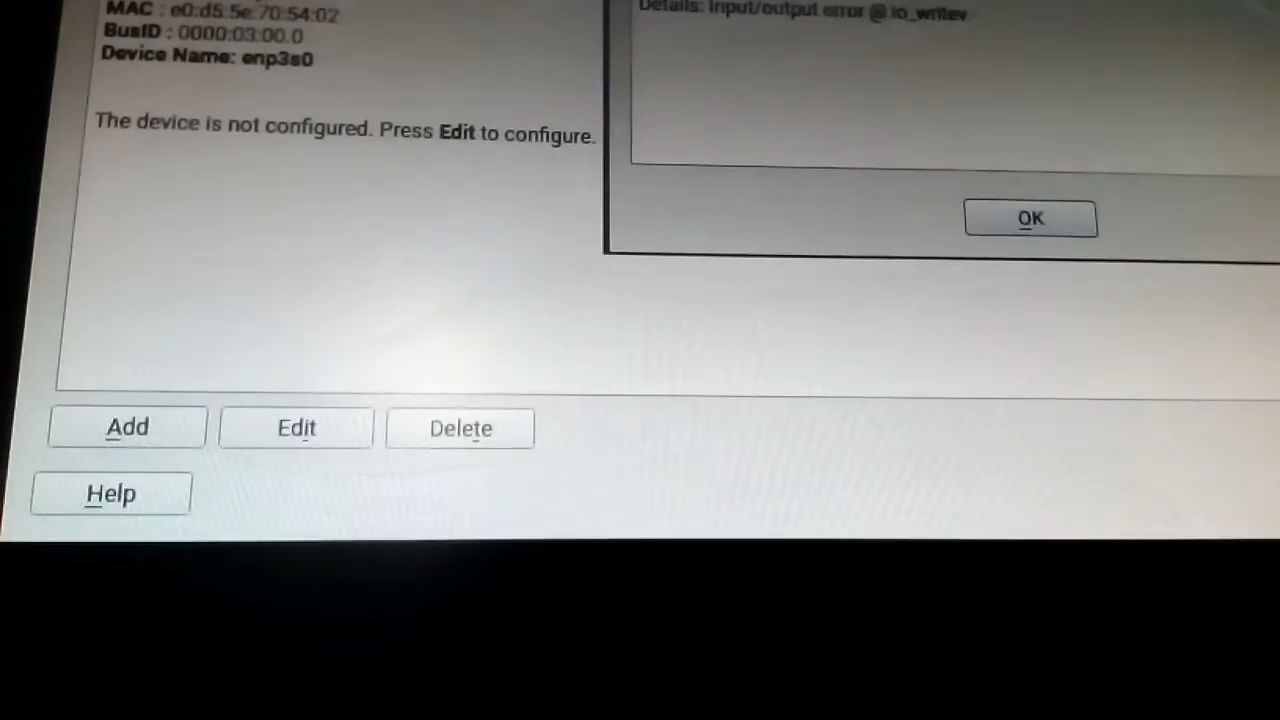 MAC : e0:d5:5e:70:54:02
BusID : 0000:03:00.0
Device Name: enp3s0
The device is not configured. Press Edit to configure.
Details: Input/output error @ io_writev
OK
Add
Edit
Delete
Help